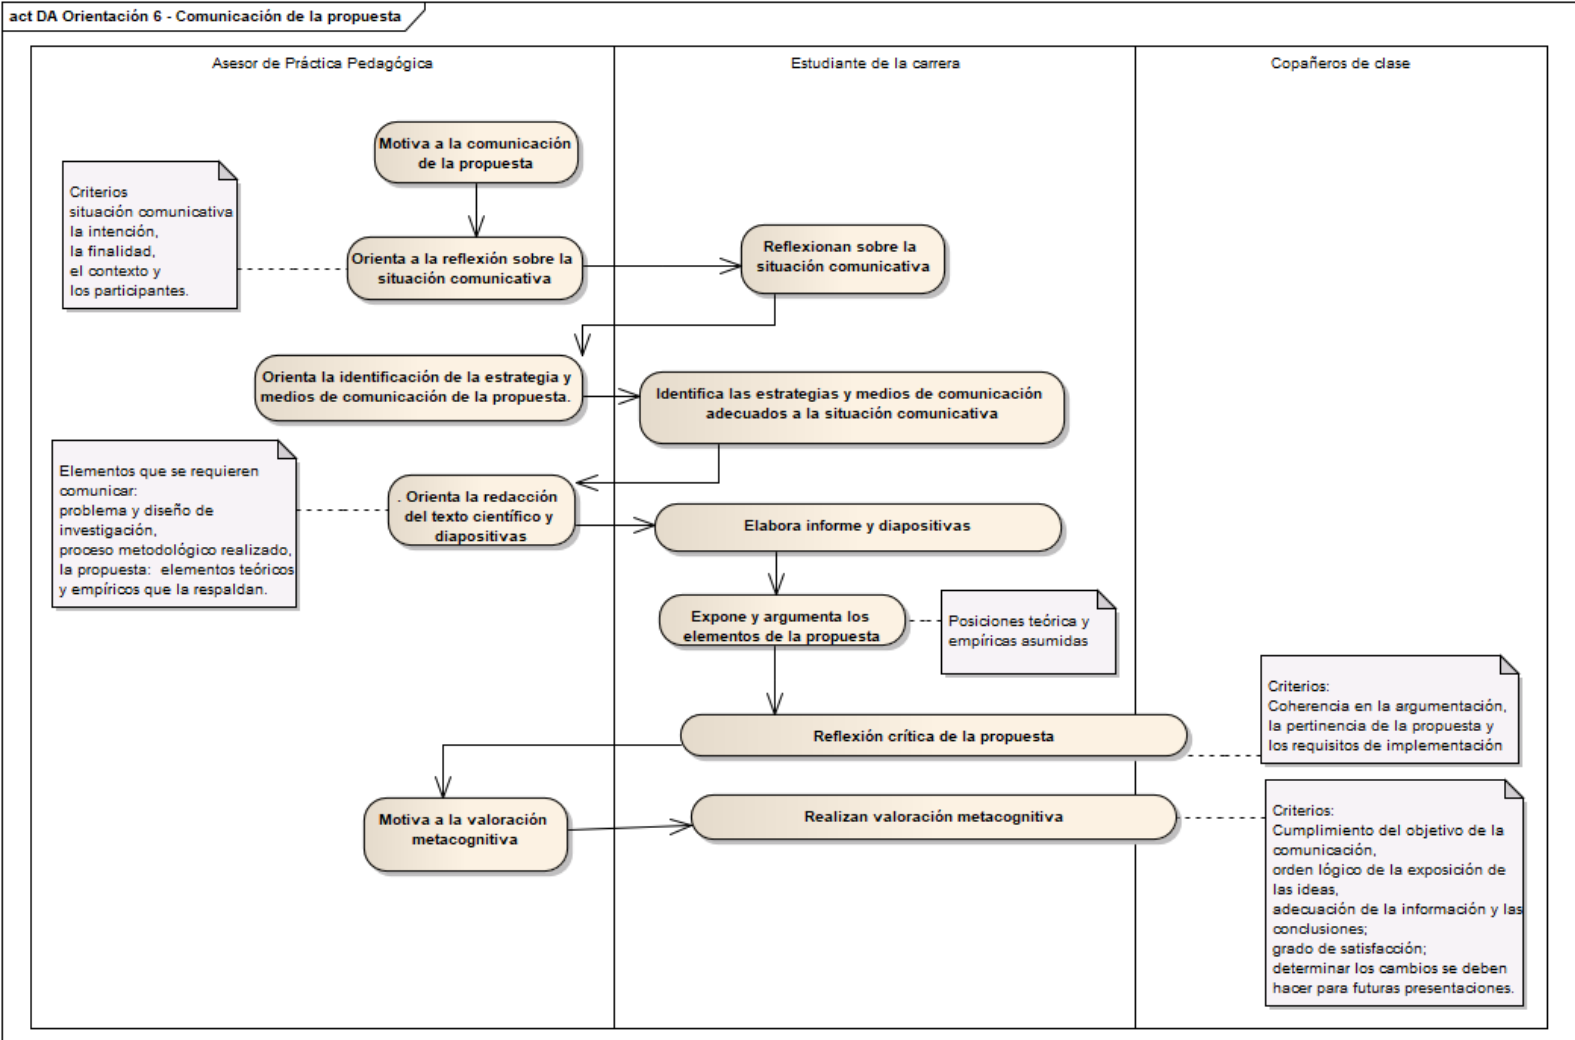 act DA Orientación 6 - Comunicación de la propuesta
Asesor de Práctica Pedagógica
Estudiante de la carrera
Copañeros de clase
Motiva a la comunicación
de la propuesta
Criterios
situación comunicativa
la intención,
la finalidad,
el contexto y
los participantes.
Orienta a la reflexión sobre la
situación comunicativa
Reflexionan sobre la
situación comunicativa
Orienta la identificación de la estrategia y
medios de comunicación de la propuesta.
Identifica las estrategias y medios de comunicación
adecuados a la situación comunicativa
Elementos que se requieren
comunicar:
problema y diseño de
investigación,
proceso metodológico realizado,
la propuesta:  elementos teóricos
y empíricos que la respaldan.
. Orienta la redacción
del texto científico y
diapositivas
Elabora informe y diapositivas
Expone y argumenta los
elementos de la propuesta
Posiciones teórica y
empíricas asumidas
Reflexión crítica de la propuesta
Criterios:
Coherencia en la argumentación,
la pertinencia de la propuesta y
los requisitos de implementación
Motiva a la valoración
metacognitiva
Realizan valoración metacognitiva
Criterios:
Cumplimiento del objetivo de la
comunicación,
orden lógico de la exposición de
las ideas,
adecuación de la información y las
conclusiones;
grado de satisfacción;
determinar los cambios se deben
hacer para futuras presentaciones.